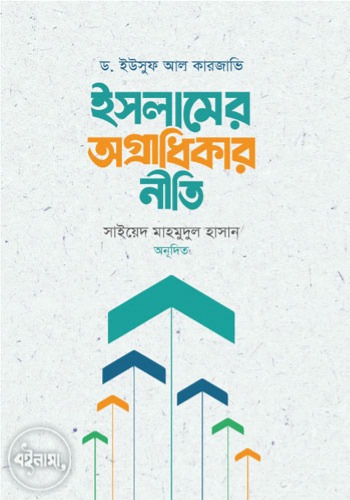 ড. ইউসুফ আল কারজাভি
ইসলামের
অগ্রাধিকার
নীতি
সাইয়েদ মাহমুদুল হাসান
অনূদিত
বইনামা